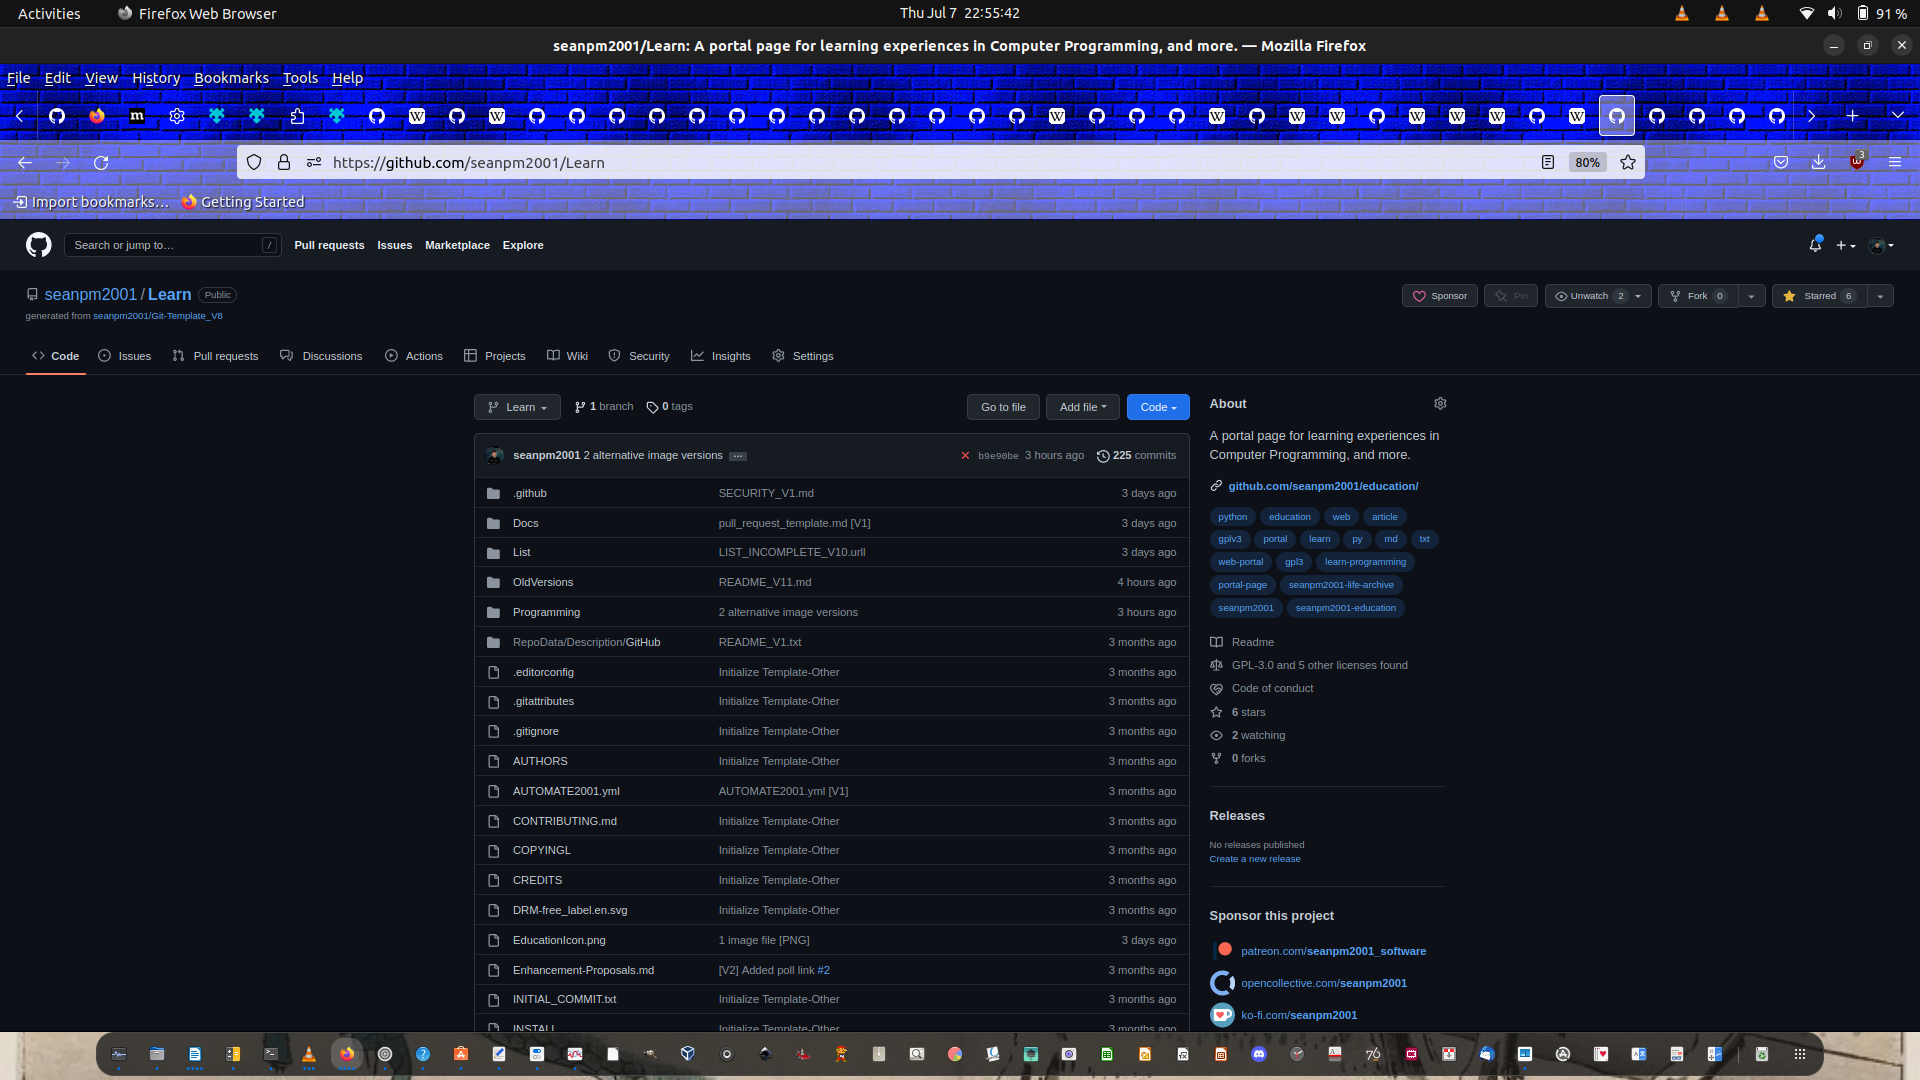 Activities Firefox Web Browser Thu Jul 7 22:55:42 91 %
seanpm2001/Learn: A portal page for learning experiences in Computer Programming, and more. — Mozilla Firefox
File Edit View History Bookmarks Tools Help
https://github.com/seanpm2001/Learn 80% 3
Import bookmarks… Getting Started
Search or jump to… / Pull requests Issues Marketplace Explore
seanpm2001 / Learn Public Sponsor Pin Unwatch 2 Fork 0 Starred 6
generated from seanpm2001/Git-Template_V8
Code Issues Pull requests Discussions Actions Projects Wiki Security Insights Settings
Learn 1 branch 0 tags Go to file Add file Code
seanpm2001 2 alternative image versions ... b9e90be 3 hours ago 225 commits
.github SECURITY_V1.md 3 days ago
Docs pull_request_template.md [V1] 3 days ago
List LIST_INCOMPLETE_V10.urll 3 days ago
OldVersions README_V11.md 4 hours ago
Programming 2 alternative image versions 3 hours ago
RepoData/Description/GitHub README_V1.txt 3 months ago
.editorconfig Initialize Template-Other 3 months ago
.gitattributes Initialize Template-Other 3 months ago
.gitignore Initialize Template-Other 3 months ago
AUTHORS Initialize Template-Other 3 months ago
AUTOMATE2001.yml AUTOMATE2001.yml [V1] 3 months ago
CONTRIBUTING.md Initialize Template-Other 3 months ago
COPYINGL Initialize Template-Other 3 months ago
CREDITS Initialize Template-Other 3 months ago
DRM-free_label.en.svg Initialize Template-Other 3 months ago
EducationIcon.png 1 image file [PNG] 3 days ago
Enhancement-Proposals.md [V2] Added poll link #2 3 months ago
INITIAL_COMMIT.txt Initialize Template-Other 3 months ago
INSTALL Initialize Template-Other 3 months ago
About
A portal page for learning experiences in
Computer Programming, and more.
github.com/seanpm2001/education/
python education web article
gplv3 portal learn py md txt
web-portal gpl3 learn-programming
portal-page seanpm2001-life-archive
seanpm2001 seanpm2001-education
Readme
GPL-3.0 and 5 other licenses found
Code of conduct
6 stars
2 watching
0 forks
Releases
No releases published
Create a new release
Sponsor this project
patreon.com/seanpm2001_software
opencollective.com/seanpm2001
ko-fi.com/seanpm2001